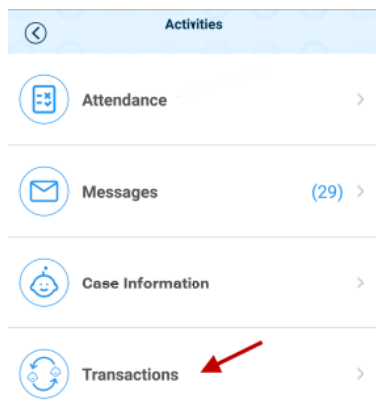 Activities
Attendance
Messages (29)
Case Information
Transactions